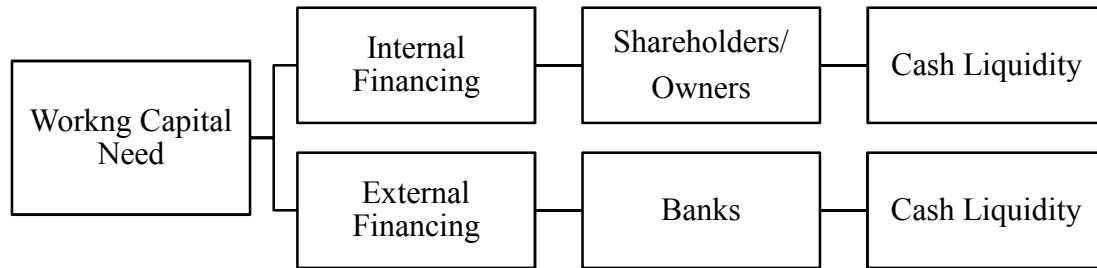 Workng Capital
Need
Internal
Financing
Shareholders/
Owners
Cash Liquidity
External
Financing
Banks
Cash Liquidity